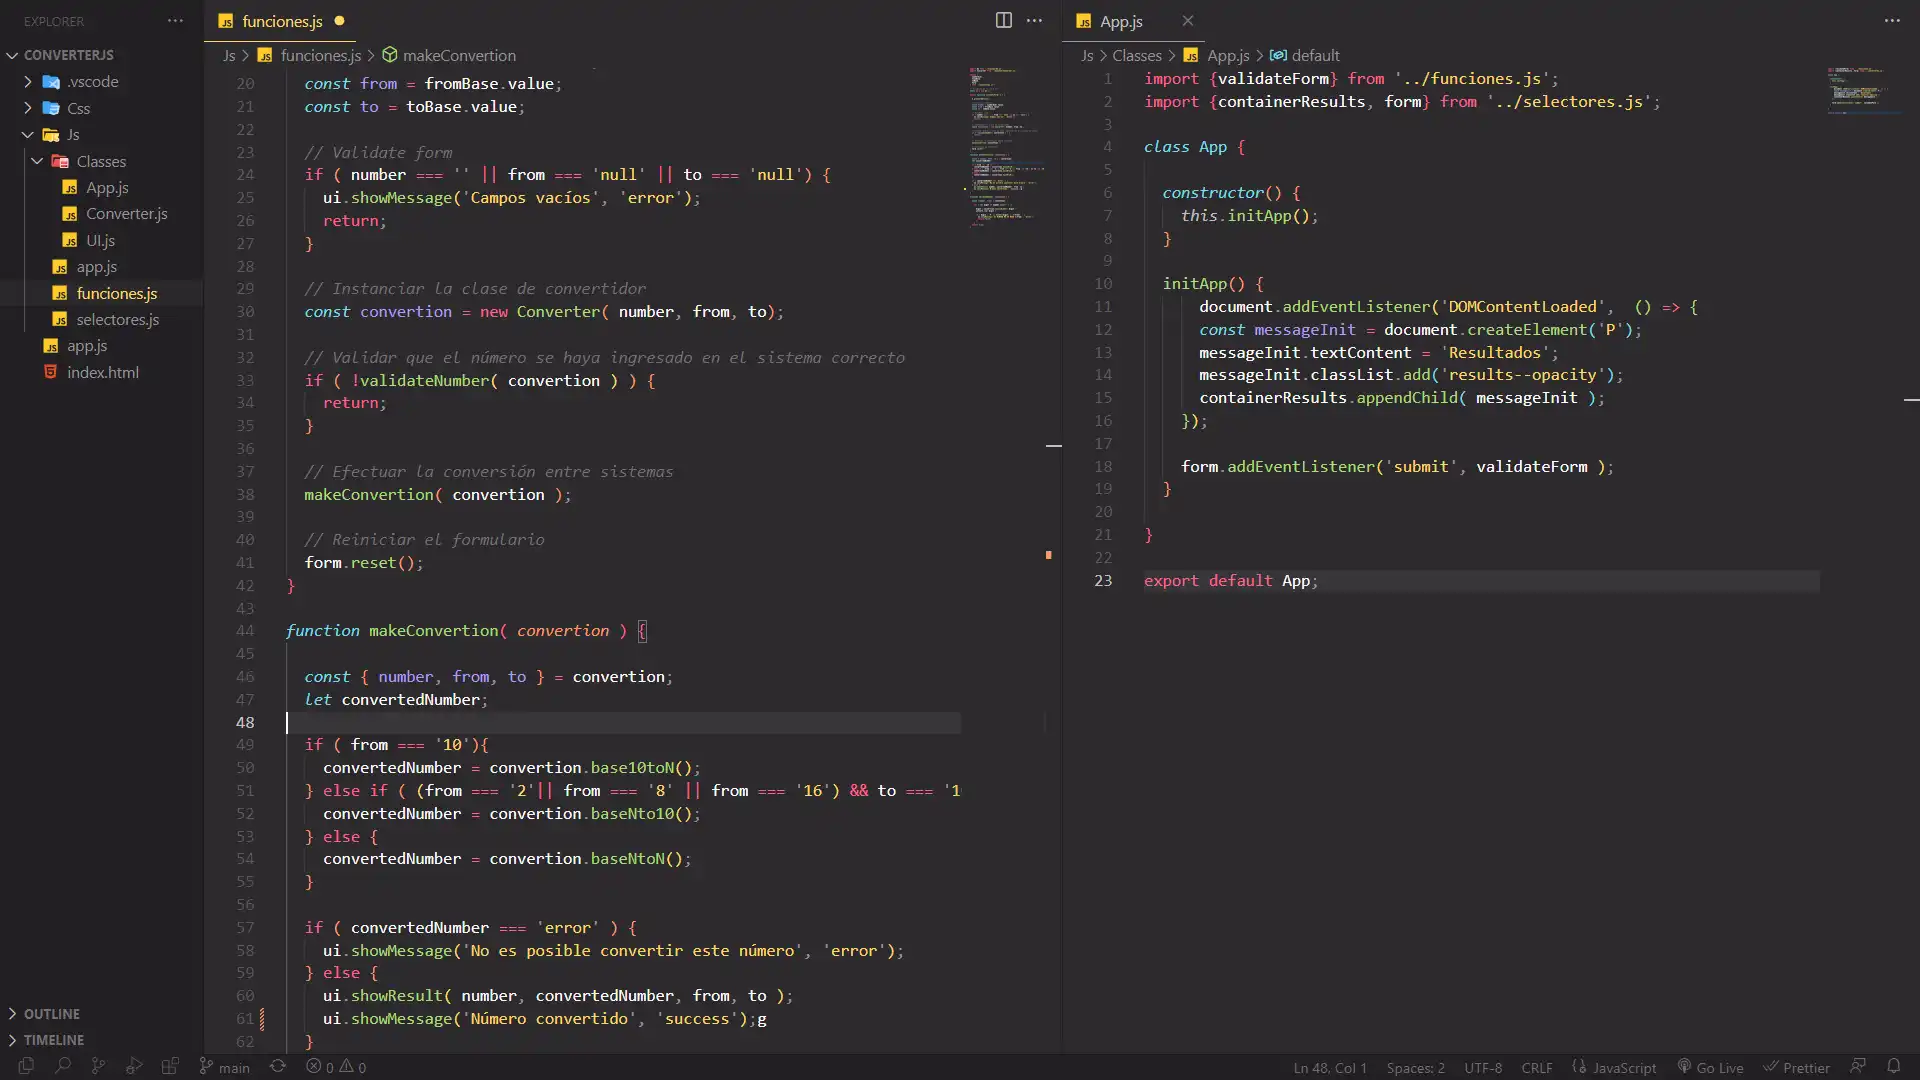 EXPLORER
CONVERTERJS
.vscode
Css
Js
Classes
App.js
Converter.js
UI.js
app.js
funciones.js
selectores.js
app.js
index.html
OUTLINE
TIMELINE
funciones.js
Js > funciones.js > makeConvertion
20 const from = fromBase.value;
21 const to = toBase.value;
22
23 // Validate form
24 if ( number === '' || from === 'null' || to === 'null') {
25 ui.showMessage('Campos vacíos', 'error');
26 return;
27 }
28
29 // Instanciar la clase de convertidor
30 const convertion = new Converter( number, from, to);
31
32 // Validar que el número se haya ingresado en el sistema correcto
33 if ( !validateNumber( convertion ) ) {
34 return;
35 }
36
37 // Efectuar la conversión entre sistemas
38 makeConvertion( convertion );
39
40 // Reiniciar el formulario
41 form.reset();
42 }
43
44 function makeConvertion( convertion ) {
45
46 const { number, from, to } = convertion;
47 let convertedNumber;
48
49 if ( from === '10'){
50 convertedNumber = convertion.base10toN();
51 } else if ( (from === '2'|| from === '8' || from === '16') && to === '1
52 convertedNumber = convertion.baseNto10();
53 } else {
54 convertedNumber = convertion.baseNtoN();
55 }
56
57 if ( convertedNumber === 'error' ) {
58 ui.showMessage('No es posible convertir este número', 'error');
59 } else {
60 ui.showResult( number, convertedNumber, from, to );
61 ui.showMessage('Número convertido', 'success');g
62 }
App.js
Js > Classes > App.js > default
1 import {validateForm} from '../funciones.js';
2 import {containerResults, form} from '../selectores.js';
3
4 class App {
5
6 constructor() {
7 this.initApp();
8 }
9
10 initApp() {
11 document.addEventListener('DOMContentLoaded', () => {
12 const messageInit = document.createElement('P');
13 messageInit.textContent = 'Resultados';
14 messageInit.classList.add('results--opacity');
15 containerResults.appendChild( messageInit );
16 });
17
18 form.addEventListener('submit', validateForm );
19 }
20
21 }
22
23 export default App;
main 0 0 Ln 48, Col 1 Spaces: 2 UTF-8 CRLF JavaScript Go Live Prettier